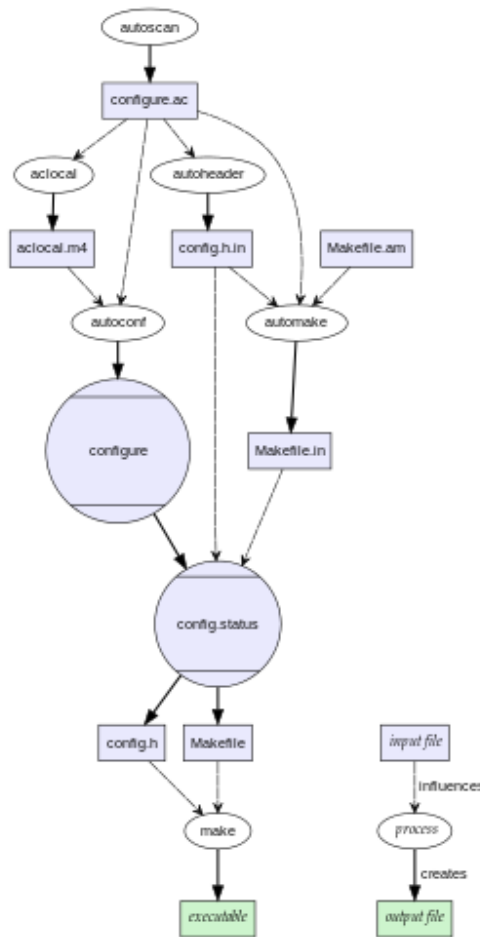 autoscan
configure.ac
aclocal
autoheader
aclocal.m4
config.h.in
Makefile.am
autoconf
automake
configure
Makefile.in
config.status
config.h
Makefile
input file
influences
make
process
creates
executable
output file